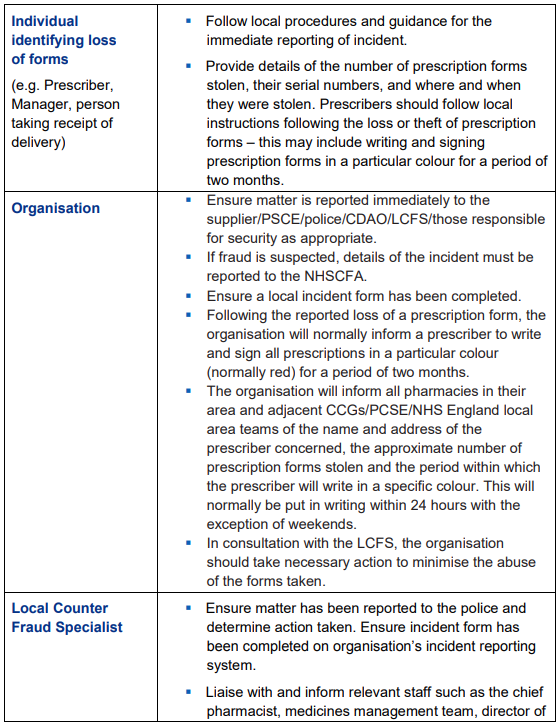 Individual
identifying loss
of forms
(e.g. Prescriber,
Manager, person
taking receipt of
delivery)
▪ Follow local procedures and guidance for the
immediate reporting of incident.
▪ Provide details of the number of prescription forms
stolen, their serial numbers, and where and when
they were stolen. Prescribers should follow local
instructions following the loss or theft of prescription
forms – this may include writing and signing
prescription forms in a particular colour for a period of
two months.
Organisation
▪ Ensure matter is reported immediately to the
supplier/PSCE/police/CDAO/LCFS/those responsible
for security as appropriate.
▪ If fraud is suspected, details of the incident must be
reported to the NHSCFA.
▪ Ensure a local incident form has been completed.
▪ Following the reported loss of a prescription form, the
organisation will normally inform a prescriber to write
and sign all prescriptions in a particular colour
(normally red) for a period of two months.
▪ The organisation will inform all pharmacies in their
area and adjacent CCGs/PCSE/NHS England local
area teams of the name and address of the
prescriber concerned, the approximate number of
prescription forms stolen and the period within which
the prescriber will write in a specific colour. This will
normally be put in writing within 24 hours with the
exception of weekends.
▪ In consultation with the LCFS, the organisation
should take necessary action to minimise the abuse
of the forms taken.
Local Counter
Fraud Specialist
▪ Ensure matter has been reported to the police and
determine action taken. Ensure incident form has
been completed on organisation's incident reporting
system.
▪ Liaise with and inform relevant staff such as the chief
pharmacist, medicines management team, director of